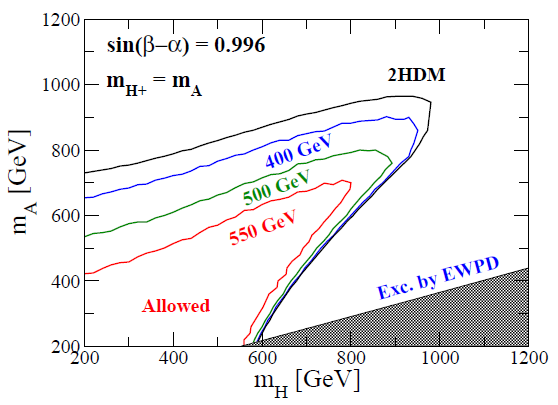 1200
sin(β−α) = 0.996
m_H+ = m_A
2HDM
1000
800
600
400
200
m_A [GeV]
400 GeV
500 GeV
550 GeV
Allowed
Exc. by EWPD
200 400 600 800 1000 1200
m_H [GeV]